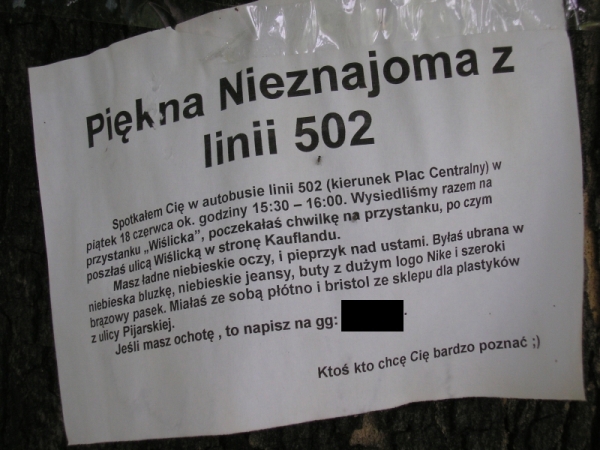 Piękna Nieznajoma z
linii 502
Spotkałem Cię w autobusie linii 502 (kierunek Plac Centralny) w
piątek 18 czerwca ok. godziny 15:30 – 16:00. Wysiedliśmy razem na
przystanku „Wiślicka”, poczekałaś chwilkę na przystanku, po czym
poszłaś ulicą Wiślicką w stronę Kauflandu.
Masz ładne niebieskie oczy, i pieprzyk nad ustami. Byłaś ubrana w
niebieska bluzkę, niebieskie jeansy, buty z dużym logo Nike i szeroki
brązowy pasek. Miałaś ze sobą płótno i bristol ze sklepu dla plastyków
z ulicy Pijarskiej.
Jeśli masz ochotę , to napisz na gg: .
Ktoś kto chcę Cię bardzo poznać ;)